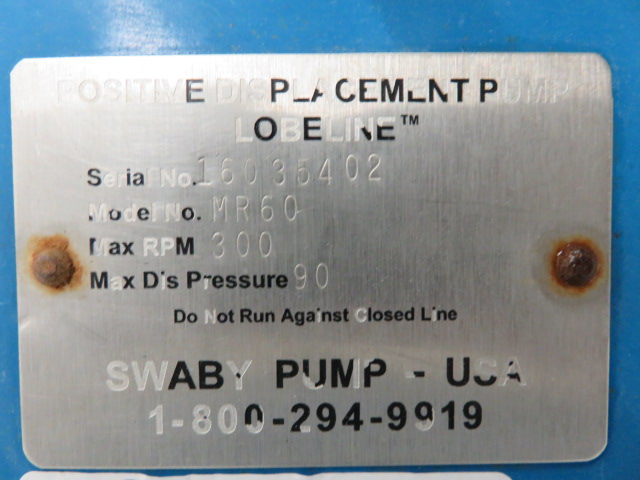 POSITIVE DISPLACEMENT PUMP
LOBELINE™
Serial No. 16035402
Model No. MR60
Max RPM 300
Max Dis Pressure 90
Do Not Run Against Closed Line
SWABY PUMP - USA
1-800-294-9919